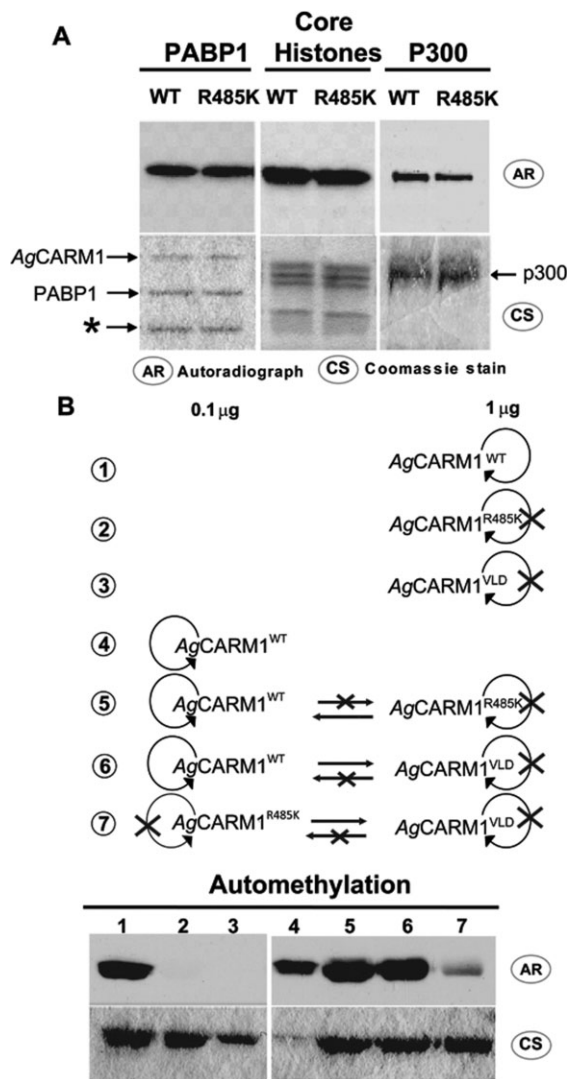 A
PABP1 Core Histones P300
WT R485K WT R485K WT R485K
AR
AgCARM1
PABP1
*
p300
CS
AR Autoradiograph CS Coomassie stain
B
0.1 μg 1 μg
1 AgCARM1WT
2 AgCARM1R485K
3 AgCARM1VLD
4 AgCARM1WT
5 AgCARM1WT AgCARM1R485K
6 AgCARM1WT AgCARM1VLD
7 AgCARM1R485K AgCARM1VLD
Automethylation
1 2 3 4 5 6 7
AR
CS